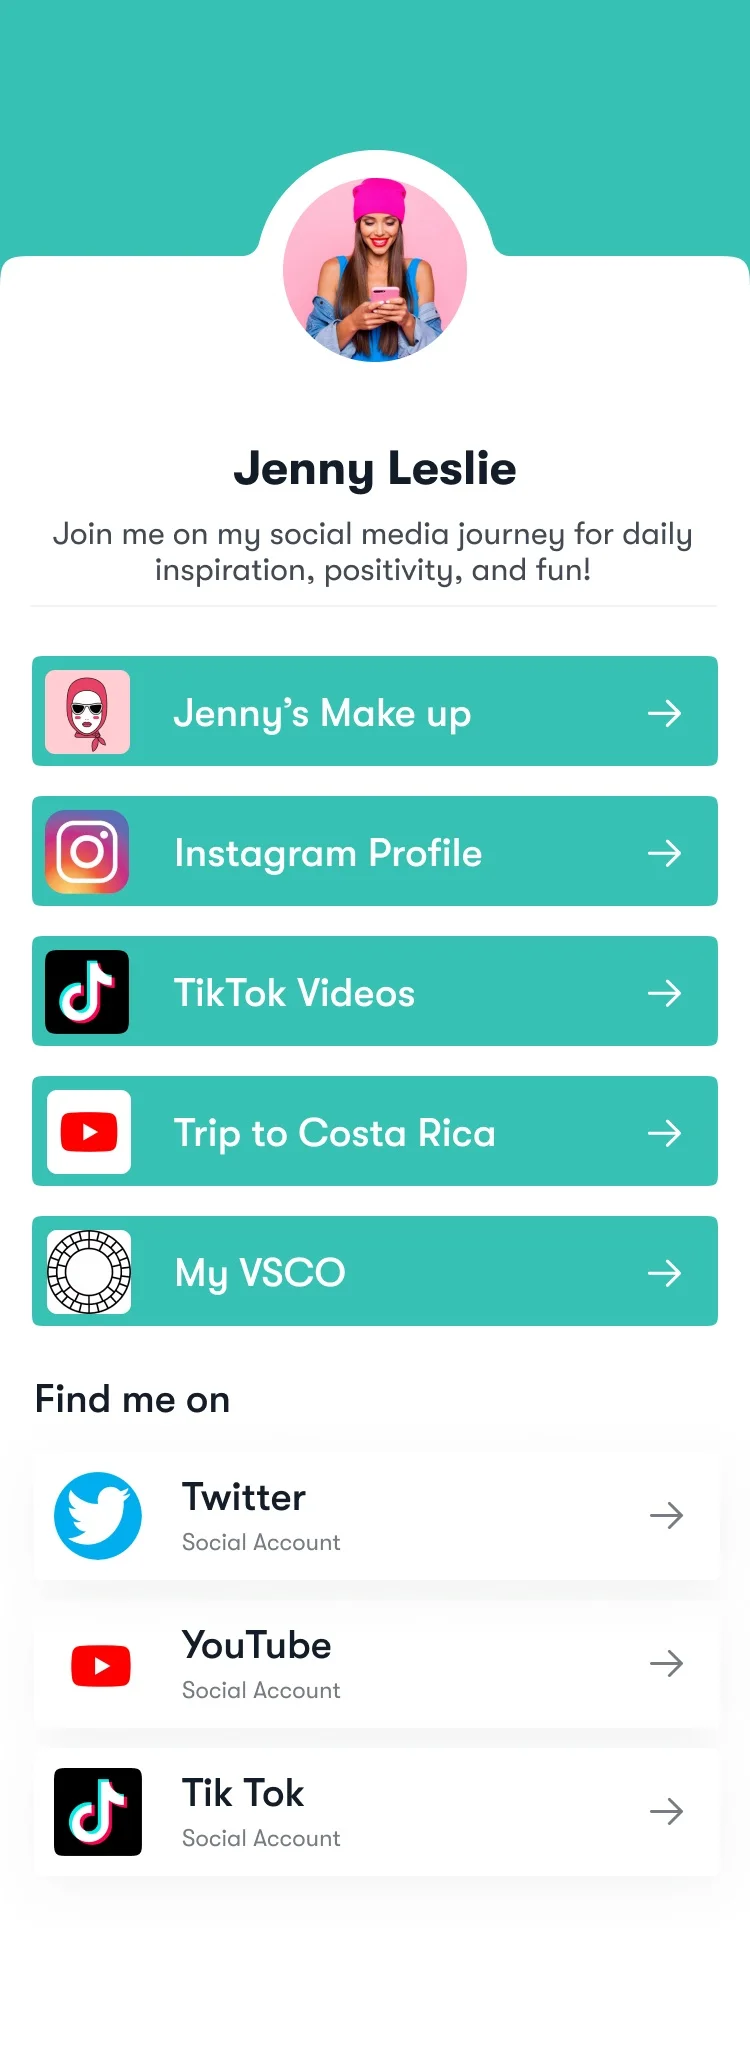 Jenny Leslie
Join me on my social media journey for daily
inspiration, positivity, and fun!
Jenny’s Make up
Instagram Profile
TikTok Videos
Trip to Costa Rica
My VSCO
Find me on
Twitter
Social Account
YouTube
Social Account
Tik Tok
Social Account